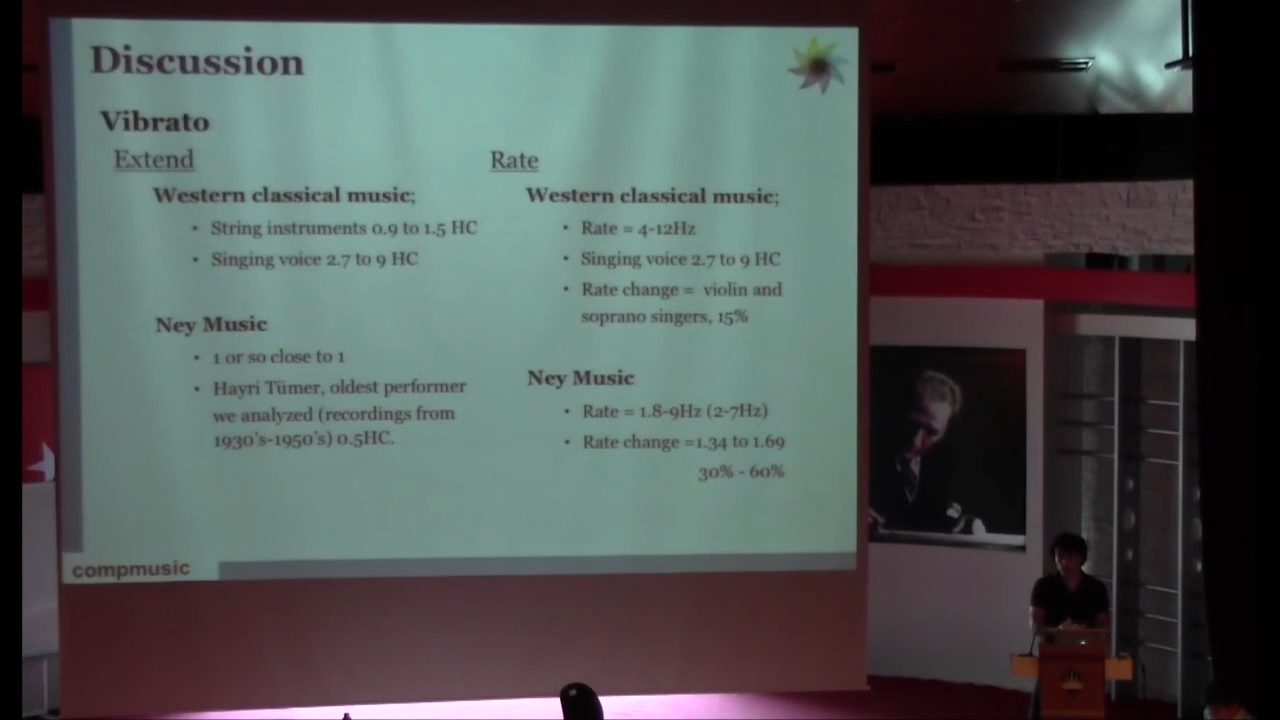 Discussion
Vibrato
Extend
Western classical music;
• String instruments 0.9 to 1.5 HC
• Singing voice 2.7 to 9 HC
Ney Music
• 1 or so close to 1
• Hayri Tümer, oldest performer
we analyzed (recordings from
1930's-1950's) 0.5HC.
Rate
Western classical music;
• Rate = 4-12Hz
• Singing voice 2.7 to 9 HC
• Rate change = violin and
soprano singers, 15%
Ney Music
• Rate = 1.8-9Hz (2-7Hz)
• Rate change =1.34 to 1.69
30% - 60%
compmusic